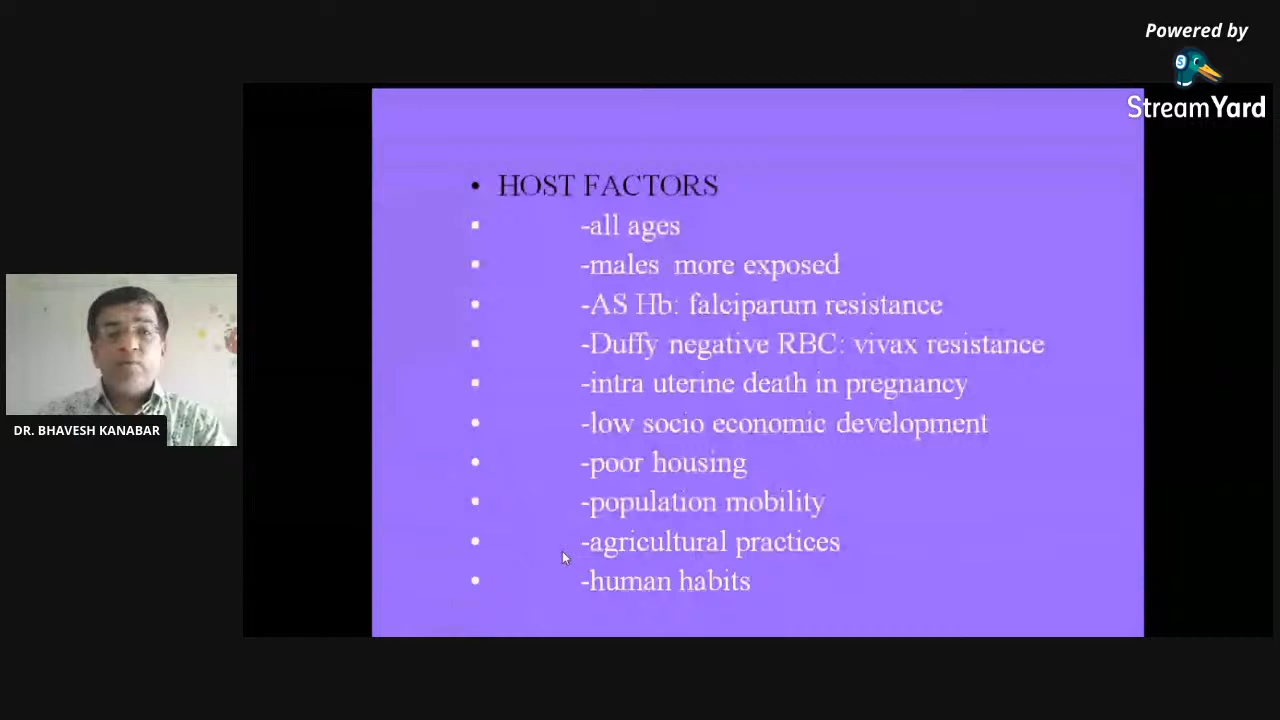 Powered by
StreamYard
• HOST FACTORS
▪ -all ages
▪ -males more exposed
▪ -AS Hb: falciparum resistance
▪ -Duffy negative RBC: vivax resistance
▪ -intra uterine death in pregnancy
• -low socio economic development
• -poor housing
• -population mobility
• -agricultural practices
• -human habits
DR. BHAVESH KANABAR